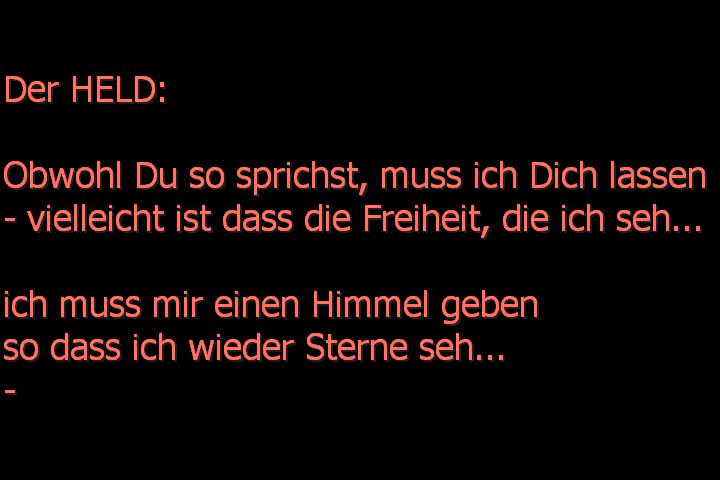 Der HELD:
Obwohl Du so sprichst, muss ich Dich lassen
- vielleicht ist dass die Freiheit, die ich seh...
ich muss mir einen Himmel geben
so dass ich wieder Sterne seh...
-